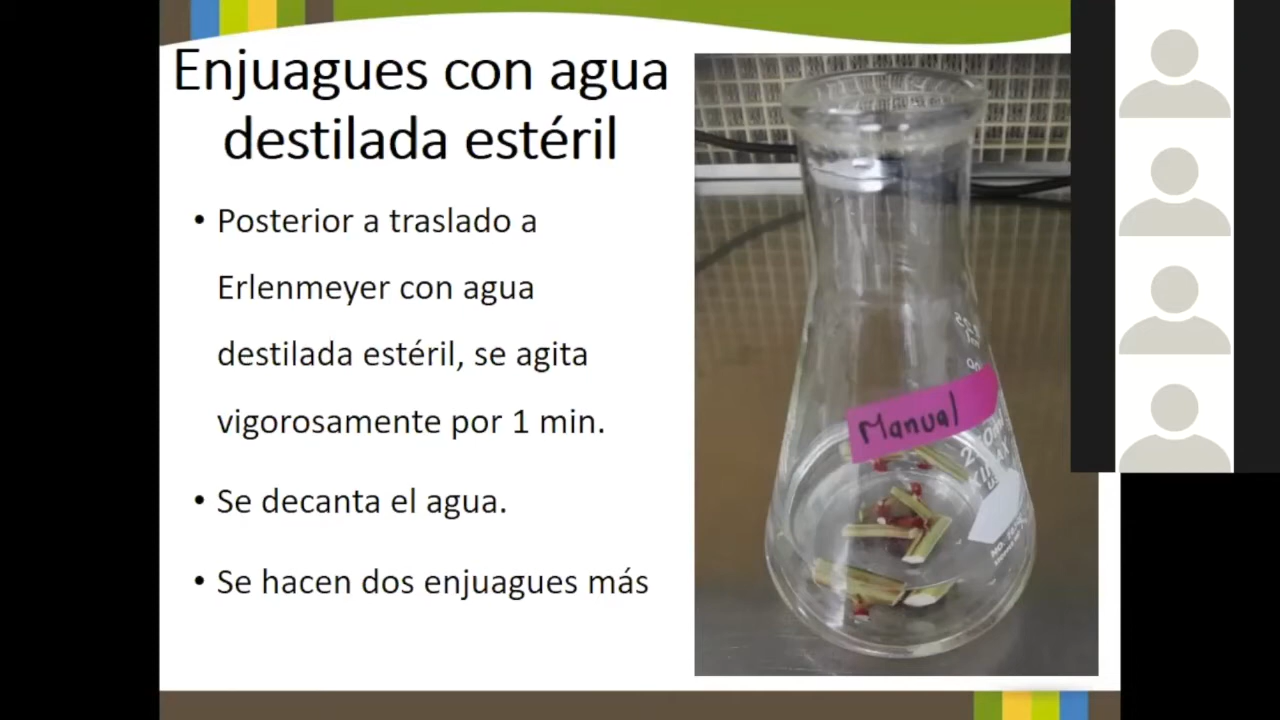 Enjuagues con agua
destilada estéril
• Posterior a traslado a
Erlenmeyer con agua
destilada estéril, se agita
vigorosamente por 1 min.
• Se decanta el agua.
• Se hacen dos enjuagues más
Manual